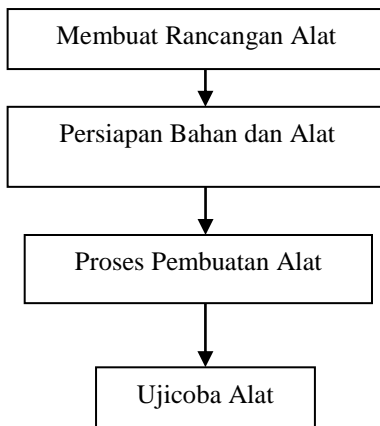 Membuat Rancangan Alat
Persiapan Bahan dan Alat
Proses Pembuatan Alat
Ujicoba Alat